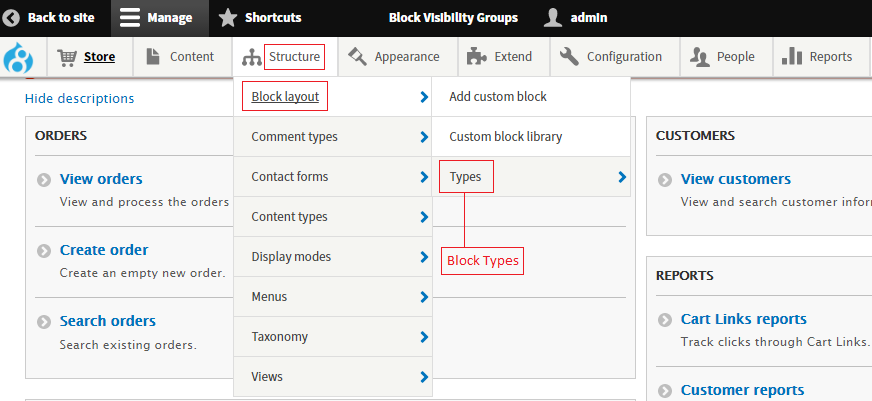 Back to site Manage Shortcuts Block Visibility Groups admin
Store Content Structure Appearance Extend Configuration People Reports
Hide descriptions
Block layout
Comment types
Contact forms
Content types
Display modes
Menus
Taxonomy
Views
Add custom block
Custom block library
Types
Block Types
ORDERS
View orders
View and process the orders
Create order
Create an empty new order.
Search orders
Search existing orders.
CUSTOMERS
View customers
View and search customer infor
REPORTS
Cart Links reports
Track clicks through Cart Links.
Customer reports